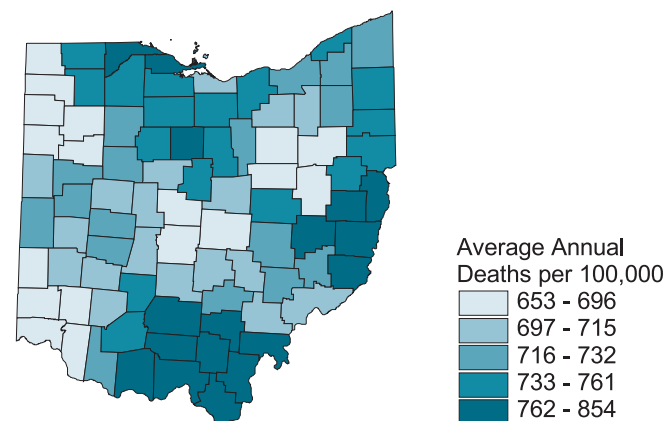 Average Annual
Deaths per 100,000
653 - 696
697 - 715
716 - 732
733 - 761
762 - 854